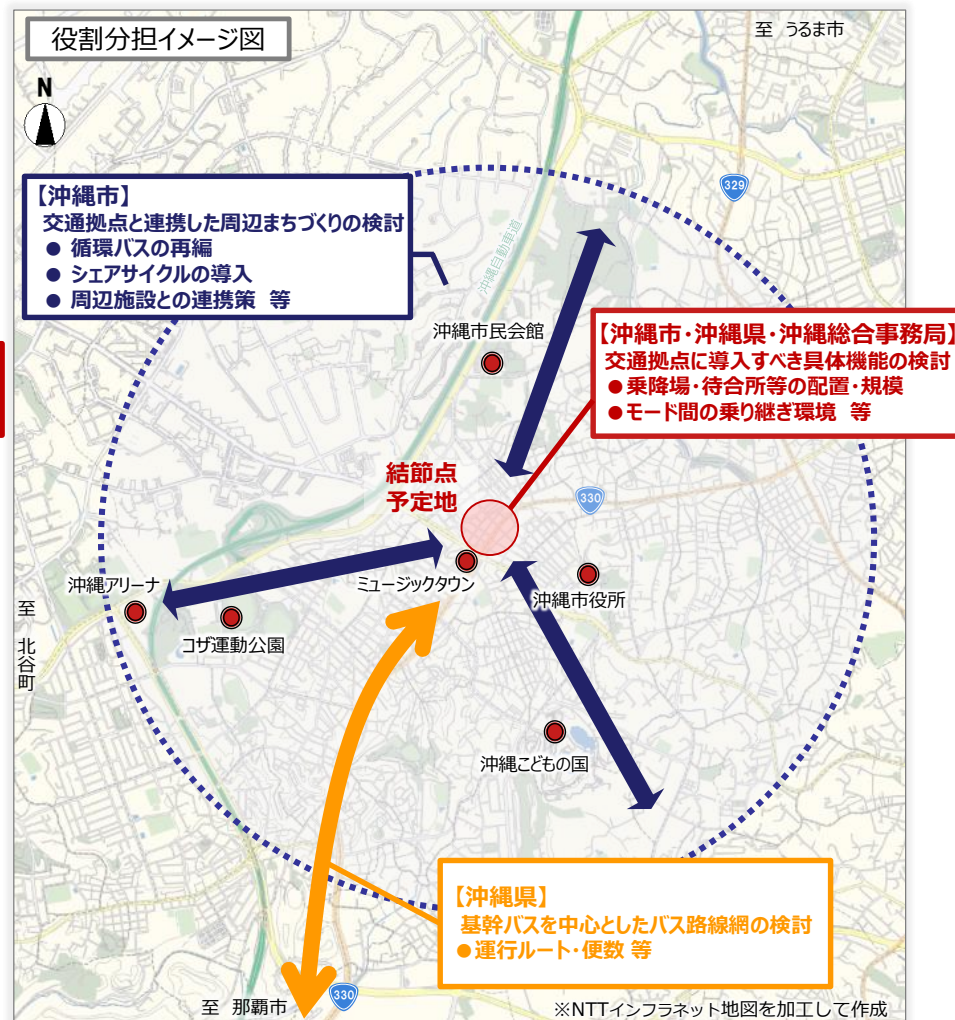 役割分担イメージ図
至 うるま市
N
329
【沖縄市】
交通拠点と連携した周辺まちづくりの検討
● 循環バスの再編
● シェアサイクルの導入
● 周辺施設との連携策 等
沖縄自動車道
沖縄市民会館
【沖縄市・沖縄県・沖縄総合事務局】
交通拠点に導入すべき具体機能の検討
●乗降場・待合所等の配置・規模
●モード間の乗り継ぎ環境 等
結節点
予定地
330
沖縄アリーナ
ミュージックタウン
沖縄市役所
至 北谷町
コザ運動公園
沖縄こどもの国
【沖縄県】
基幹バスを中心としたバス路線網の検討
●運行ルート・便数 等
至 那覇市
330
※NTTインフラネット地図を加工して作成